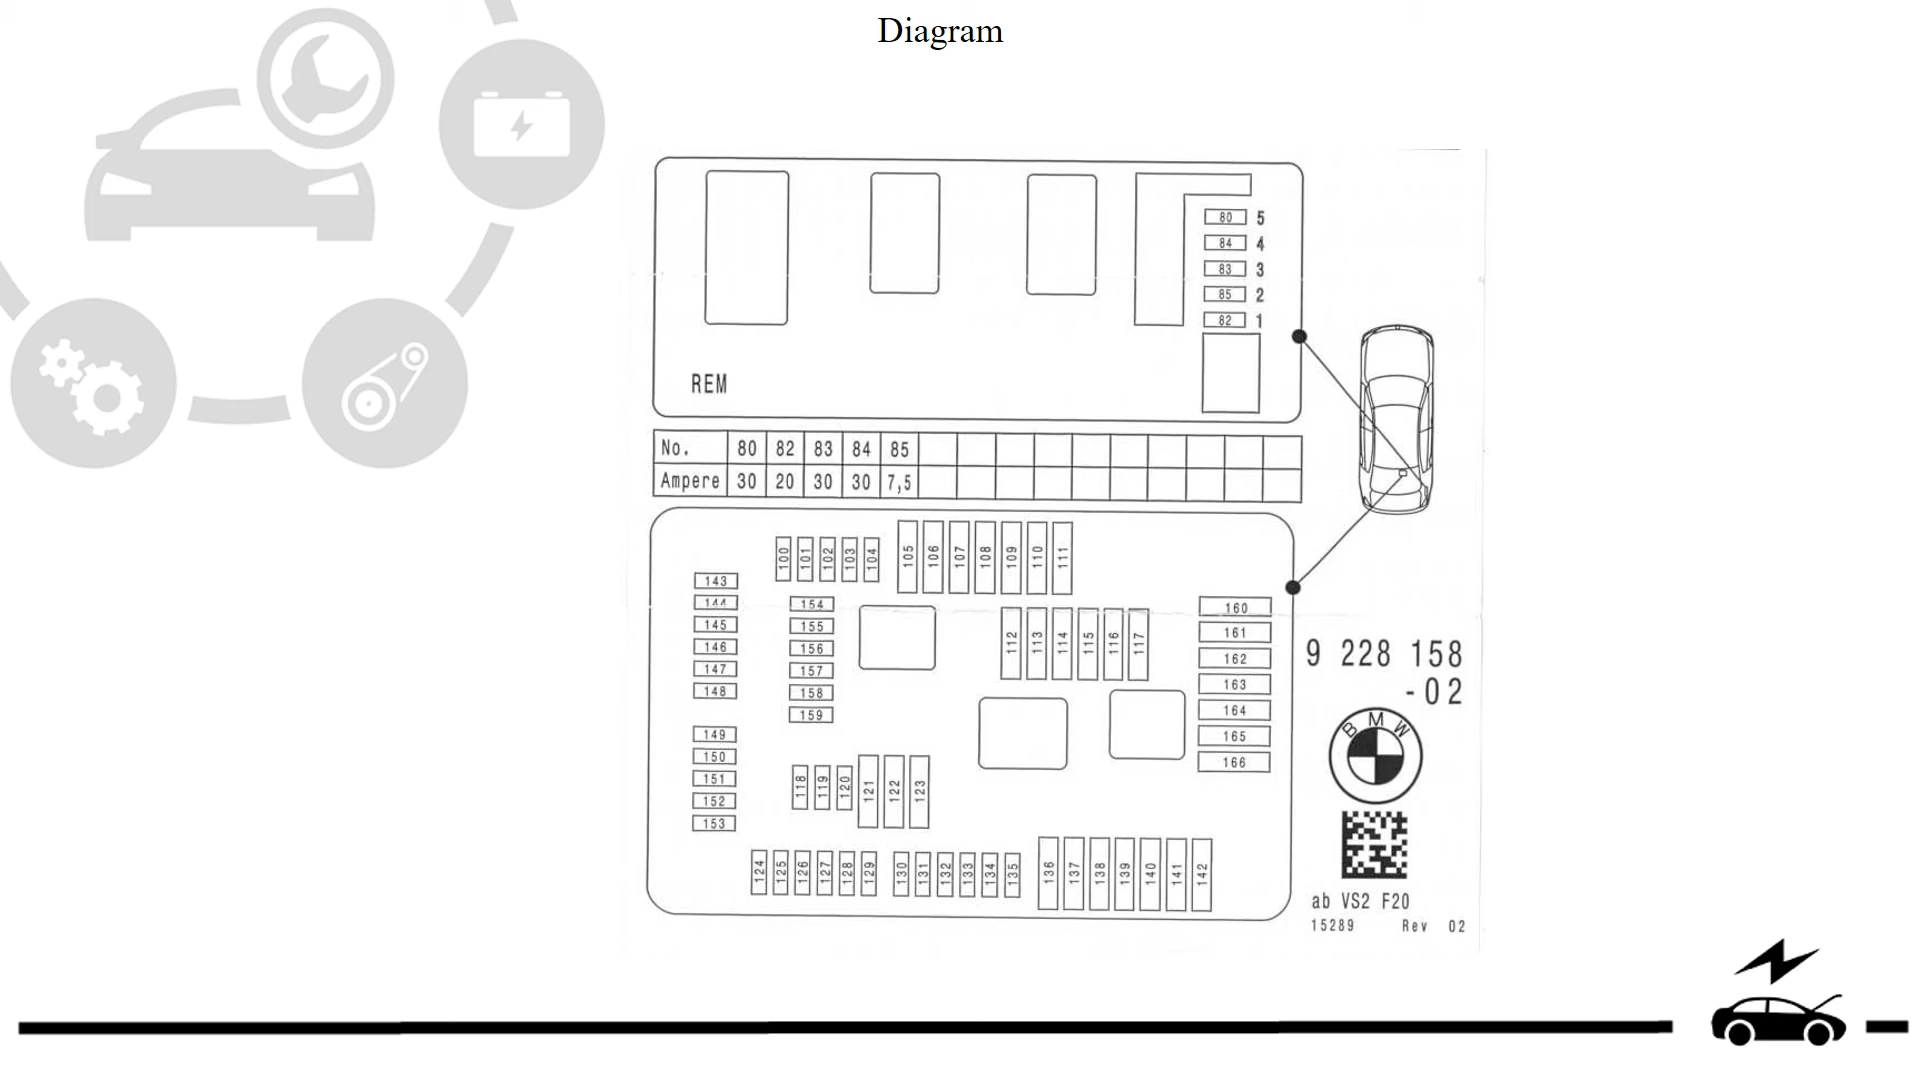 Diagram
80 5
84 4
83 3
85 2
82 1
REM
No. 80 82 83 84 85
Ampere 30 20 30 30 7,5
100 101 102 103 104 105 106 107 108 109 110 111
143
144
145
146
147
148
154
155
156
157
158
159
112 113 114 115 116 117
160
161
162
163
164
165
166
149
150
151
152
153
118 119 120 121 122 123
124 125 126 127 128 129 130 131 132 133 134 135 136 137 138 139 140 141 142
9 228 158
-02
BMW
ab VS2 F20
15289 Rev 02